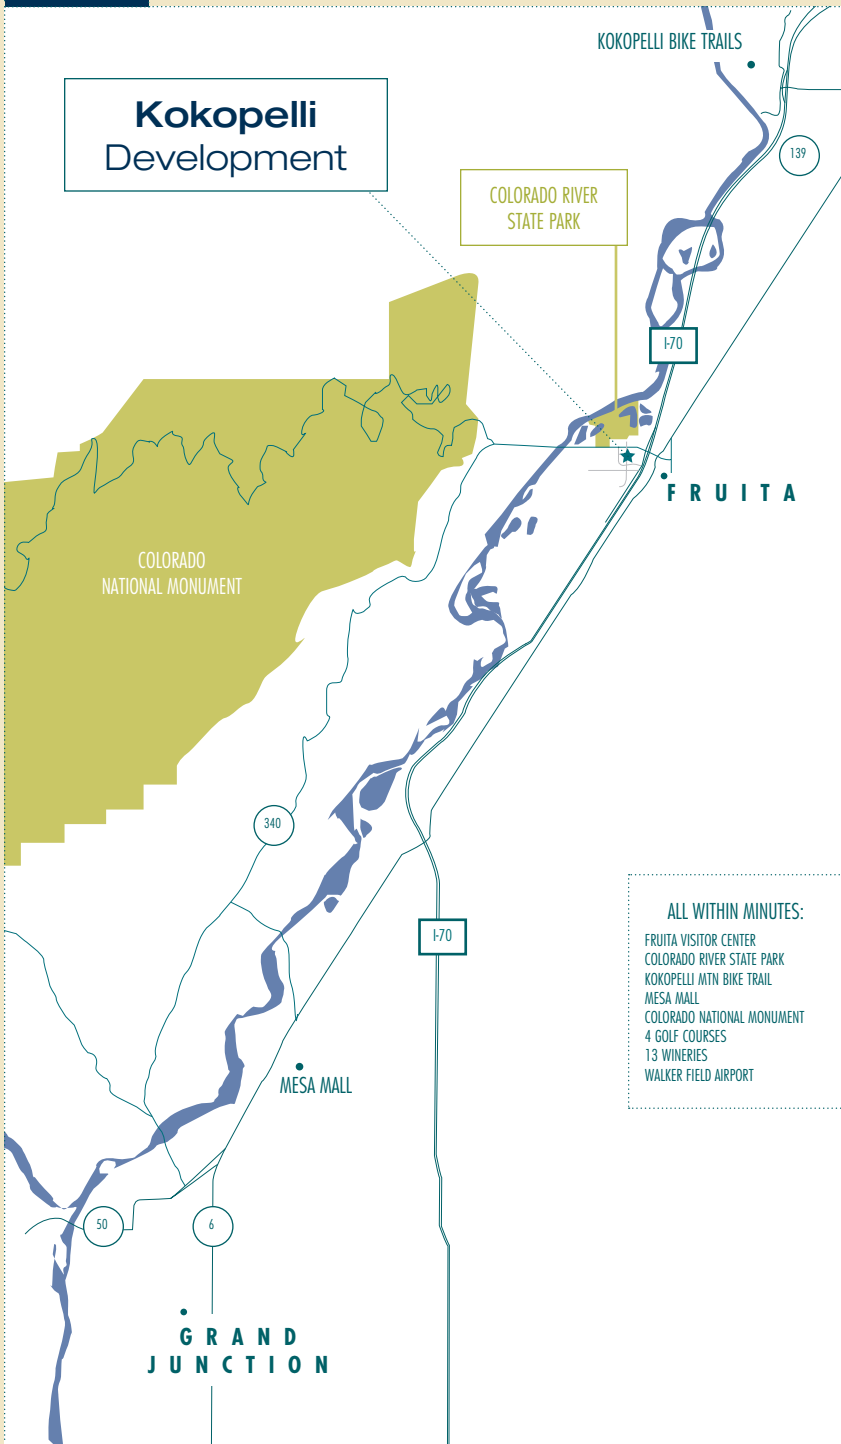 KOKOPELLI BIKE TRAILS
Kokopelli
Development
139
COLORADO RIVER
STATE PARK
I-70
FRUITA
COLORADO
NATIONAL MONUMENT
340
I-70
ALL WITHIN MINUTES:
FRUITA VISITOR CENTER
COLORADO RIVER STATE PARK
KOKOPELLI MTN BIKE TRAIL
MESA MALL
COLORADO NATIONAL MONUMENT
4 GOLF COURSES
13 WINERIES
WALKER FIELD AIRPORT
MESA MALL
50
6
GRAND
JUNCTION